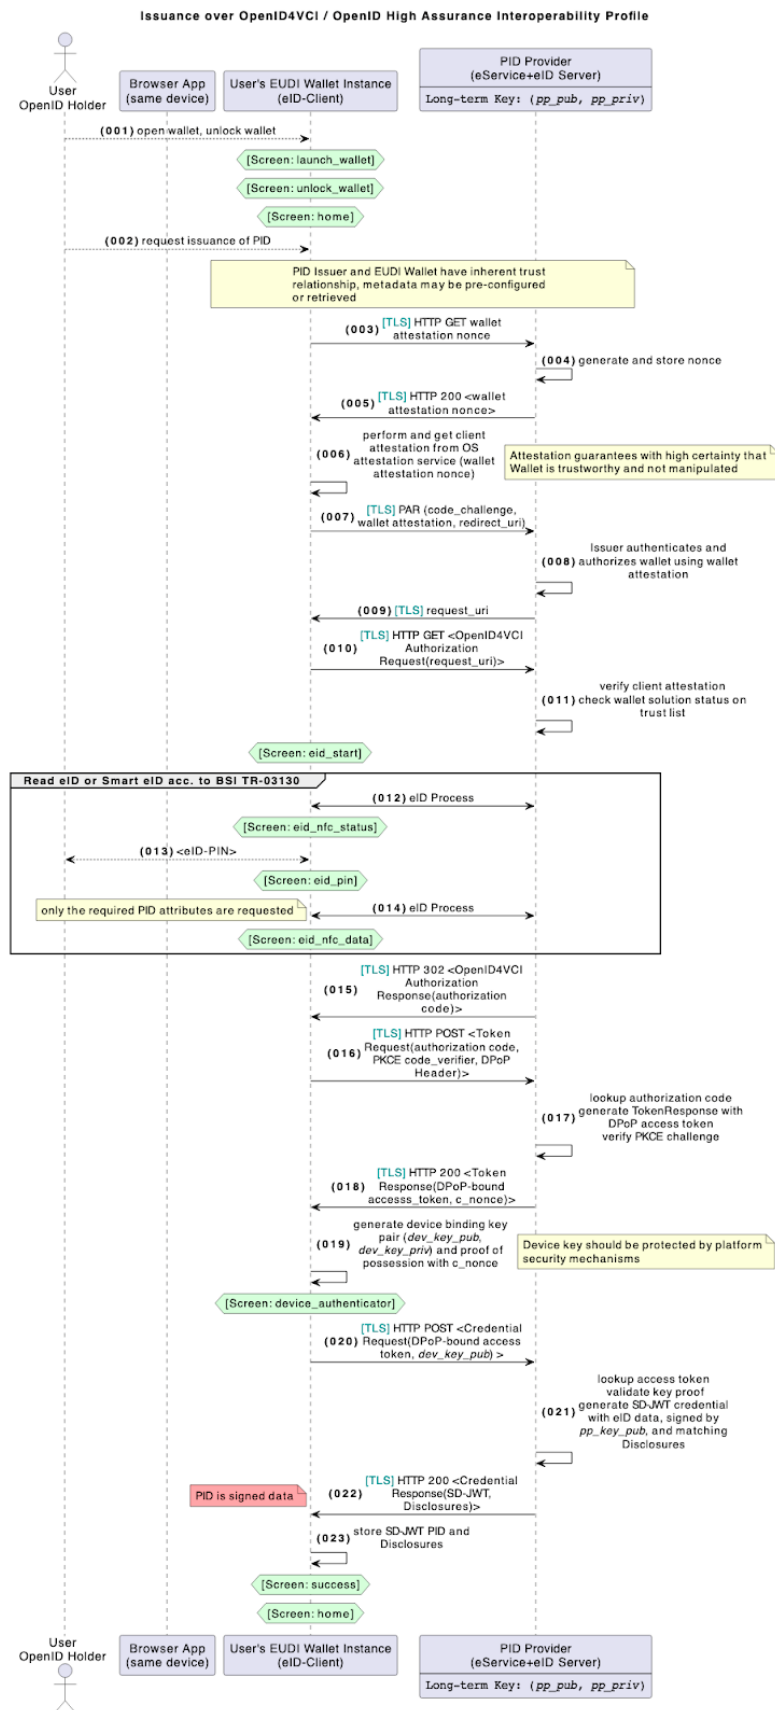 Issuance over OpenID4VCI / OpenID High Assurance Interoperability Profile
User
OpenID Holder
Browser App
(same device)
User's EUDI Wallet Instance
(eID-Client)
PID Provider
(eService+eID Server)
Long-term Key: (pp_pub, pp_priv)
(001) open wallet, unlock wallet
[Screen: launch_wallet]
[Screen: unlock_wallet]
[Screen: home]
(002) request issuance of PID
PID Issuer and EUDI Wallet have inherent trust
relationship, metadata may be pre-configured
or retrieved
(003) [TLS] HTTP GET wallet
attestation nonce
(004) generate and store nonce
(005) [TLS] HTTP 200 <wallet
attestation nonce>
perform and get client
attestation from OS
(006) attestation service (wallet
attestation nonce)
Attestation guarantees with high certainty that
Wallet is trustworthy and not manipulated
(007) [TLS] PAR (code_challenge,
wallet attestation, redirect_uri)
Issuer authenticates and
(008) authorizes wallet using wallet
attestation
(009) [TLS] request_uri
[TLS] HTTP GET <OpenID4VCI
(010) Authorization
Request(request_uri)>
verify client attestation
(011) check wallet solution status on
trust list
[Screen: eid_start]
Read eID or Smart eID acc. to BSI TR-03130
(012) eID Process
[Screen: eid_nfc_status]
(013) <eID-PIN>
[Screen: eid_pin]
only the required PID attributes are requested
(014) eID Process
[Screen: eid_nfc_data]
[TLS] HTTP 302 <OpenID4VCI
Authorization
(015) Response(authorization
code)>
[TLS] HTTP POST <Token
Request(authorization code,
(016) PKCE code_verifier, DPoP
Header)>
lookup authorization code
generate TokenResponse with
(017) DPoP access token
verify PKCE challenge
[TLS] HTTP 200 <Token
(018) Response(DPoP-bound
accesss_token, c_nonce)>
generate device binding key
pair (dev_key_pub,
(019) dev_key_priv) and proof of
possession with c_nonce
Device key should be protected by platform
security mechanisms
[Screen: device_authenticator]
[TLS] HTTP POST <Credential
(020) Request(DPoP-bound access
token, dev_key_pub) >
lookup access token
validate key proof
generate SD-JWT credential
(021) with eID data, signed by
pp_key_pub, and matching
Disclosures
PID is signed data
[TLS] HTTP 200 <Credential
(022) Response(SD-JWT,
Disclosures)>
(023) store SD-JWT PID and
Disclosures
[Screen: success]
[Screen: home]
User
OpenID Holder
Browser App
(same device)
User's EUDI Wallet Instance
(eID-Client)
PID Provider
(eService+eID Server)
Long-term Key: (pp_pub, pp_priv)